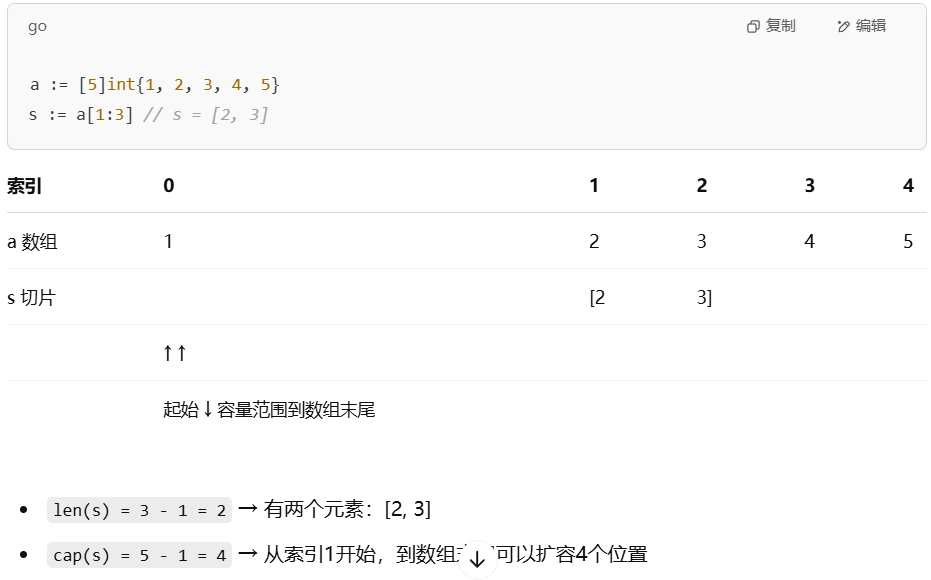 go 复制 编辑
a := [5]int{1, 2, 3, 4, 5}
s := a[1:3] // s = [2, 3]
索引 0 1 2 3 4
a 数组 1 2 3 4 5
s 切片 [2 3]
↑ ↑
起始 ↓ 容量范围到数组末尾
• len(s) = 3 - 1 = 2 → 有两个元素：[2, 3]
• cap(s) = 5 - 1 = 4 → 从索引1开始，到数组 可以扩容4个位置